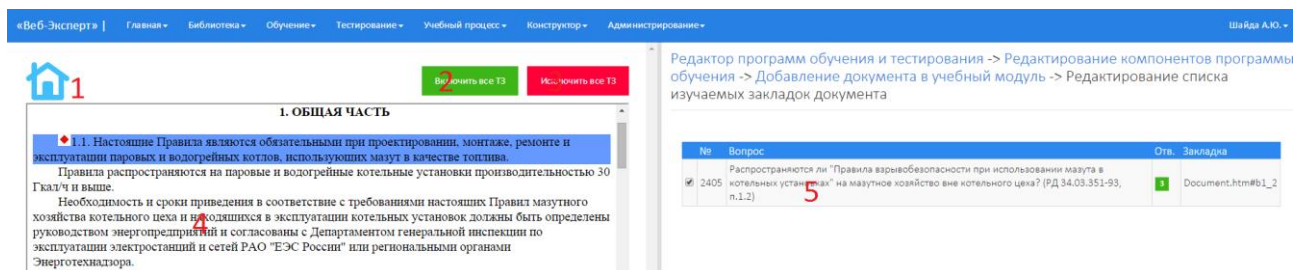 «Веб-Эксперт» | Главная Библиотека Обучение Тестирование Учебный процесс Конструктор Администрирование Шайда А.Ю.
1
2
Включить все ТЗ Исключить все ТЗ
1. ОБЩАЯ ЧАСТЬ
1.1. Настоящие Правила являются обязательными при проектировании, монтаже, ремонте и
эксплуатации паровых и водогрейных котлов, использующих мазут в качестве топлива.
Правила распространяются на паровые и водогрейные котельные установки производительностью 30
Гкал/ч и выше.
Необходимость и сроки приведения в соответствие с требованиями настоящих Правил мазутного
хозяйства котельного цеха и находящихся в эксплуатации котельных установок должны быть определены
руководством энергопредприятий и согласованы с Департаментом генеральной инспекции по
эксплуатации электростанций и сетей РАО "ЕЭС России" или региональными органами
Энерготехнадзора.
4
Редактор программ обучения и тестирования -> Редактирование компонентов программы
обучения -> Добавление документа в учебный модуль -> Редактирование списка
изучаемых закладок документа
№ Вопрос Отв. Закладка
2405 Распространяются ли "Правила взрывобезопасности при использовании мазута в
котельных установках" на мазутное хозяйство вне котельного цеха? (РД 34.03.351-93,
п.1.2)
3 Document.htm#b1_2
5